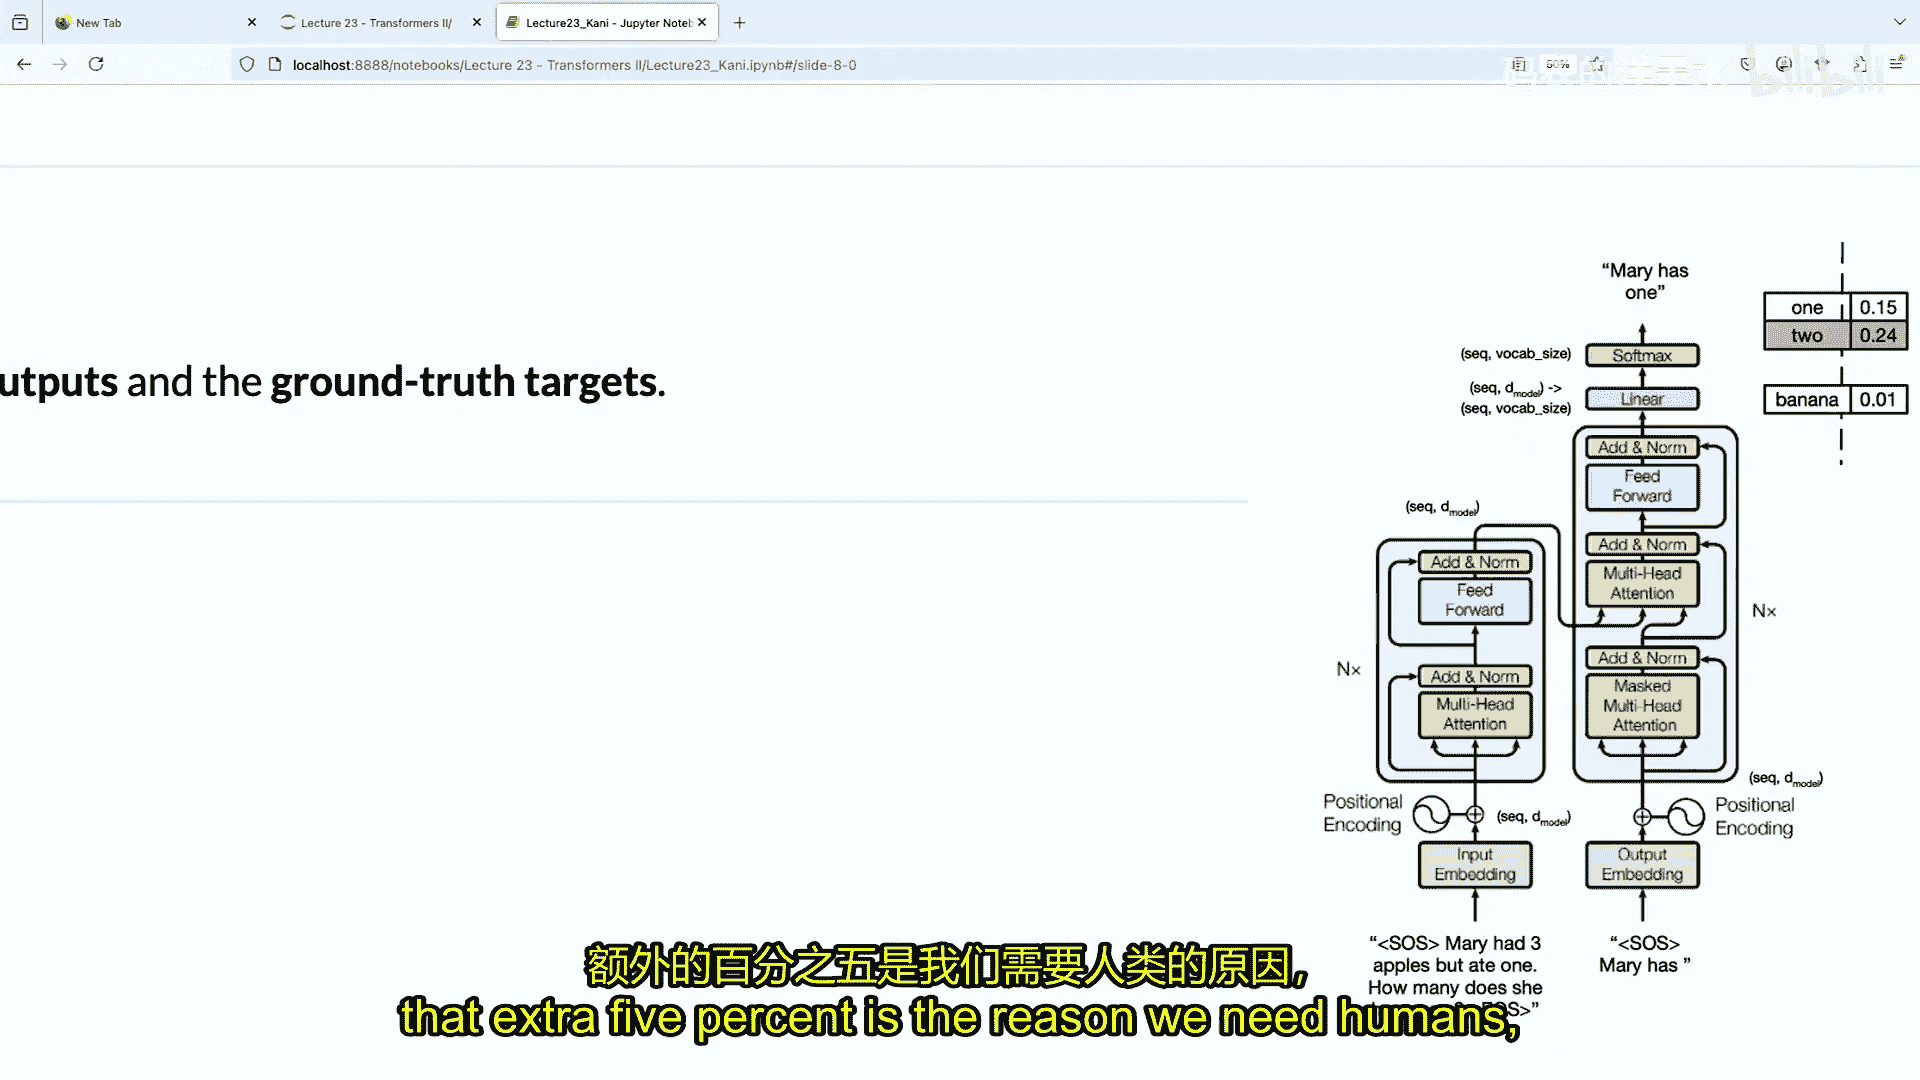 New Tab
Lecture 23 - Transformers II/
Lecture23_Kani - Jupyter Noteb
localhost:8888/notebooks/Lecture 23 - Transformers II/Lecture23_Kani.ipynb#/slide-8-0
60%
bilibili
utputs and the ground-truth targets.
“Mary has
one”
one 0.15
two 0.24
banana 0.01
(seq, vocab_size)
Softmax
(seq, dmodel) ->
(seq, vocab_size)
Linear
Add & Norm
Feed
Forward
Add & Norm
Multi-Head
Attention
Nx
Add & Norm
Masked
Multi-Head
Attention
(seq, dmodel)
Add & Norm
Feed
Forward
Nx
Add & Norm
Multi-Head
Attention
(seq, dmodel)
Positional
Encoding
(seq, dmodel)
Positional
Encoding
Input
Embedding
Output
Embedding
“<SOS> Mary had 3
apples but ate one.
How many does she
“<SOS>
Mary has ”
额外的百分之五是我们需要人类的原因,
that extra five percent is the reason we need humans,